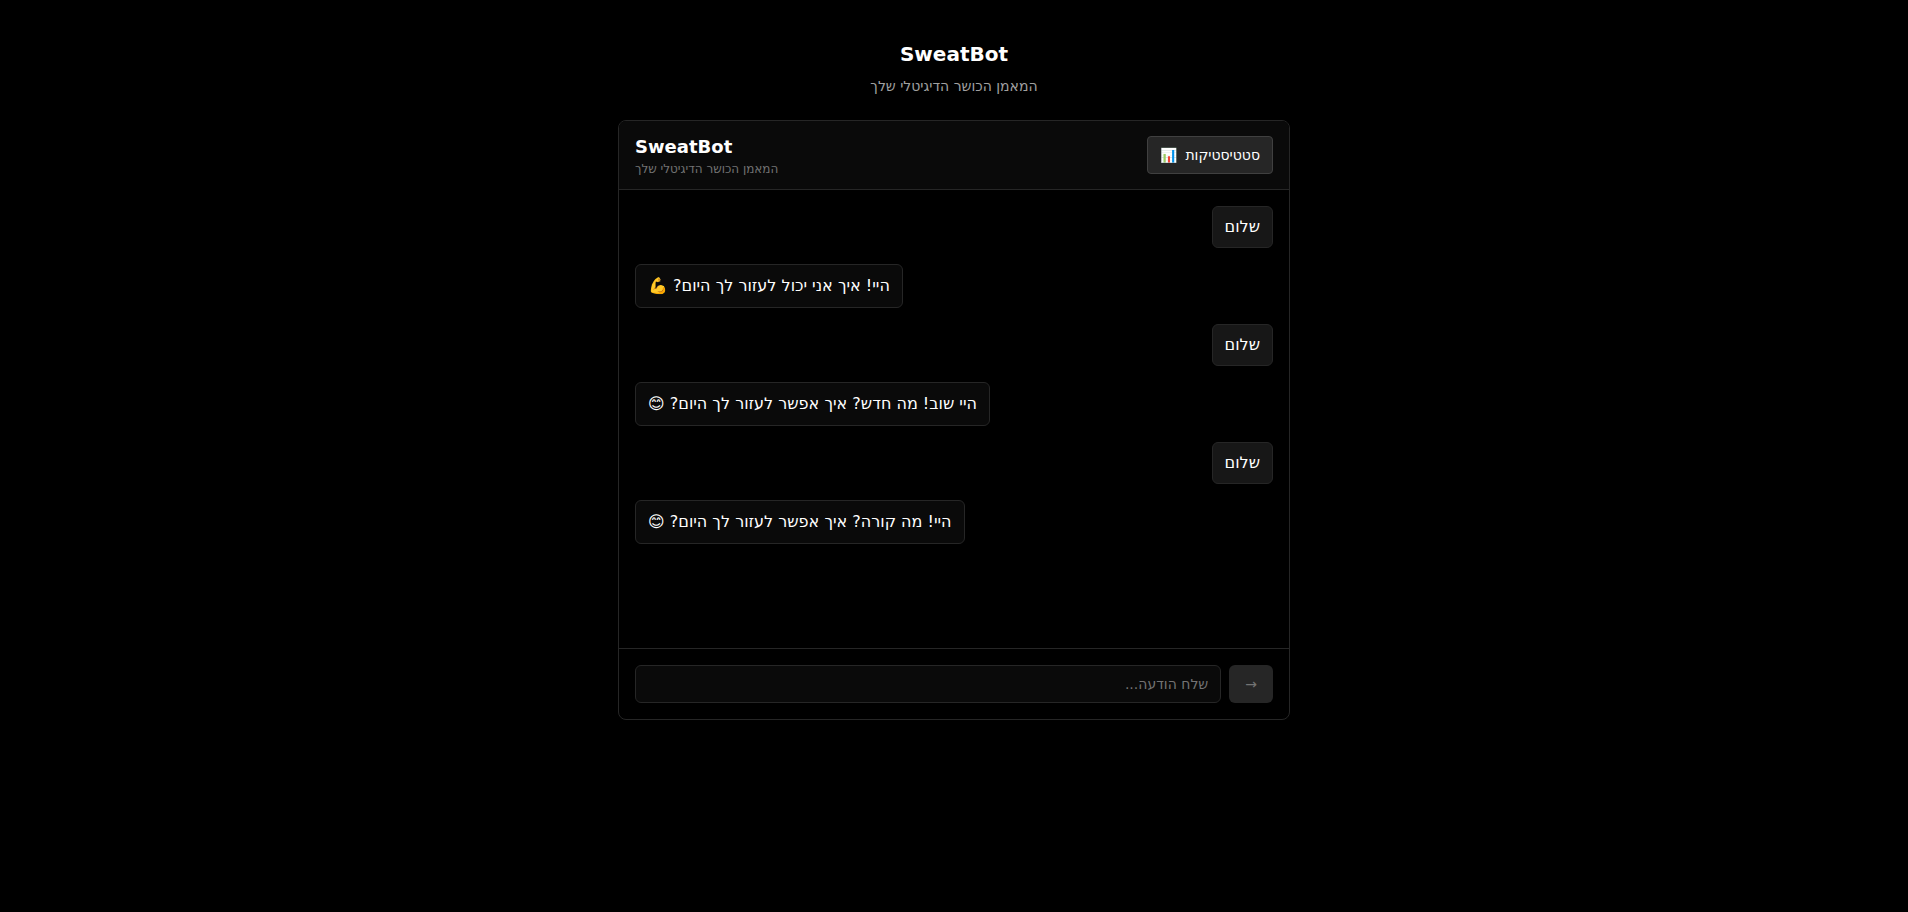 SweatBot
המאמן הכושר הדיגיטלי שלך
SweatBot
המאמן הכושר הדיגיטלי שלך
סטטיסטיקות 📊
שלום
היי! איך אני יכול לעזור לך היום? 💪
שלום
היי שוב! מה חדש? איך אפשר לעזור לך היום? 😊
שלום
היי! מה קורה? איך אפשר לעזור לך היום? 😊
שלח הודעה...
→